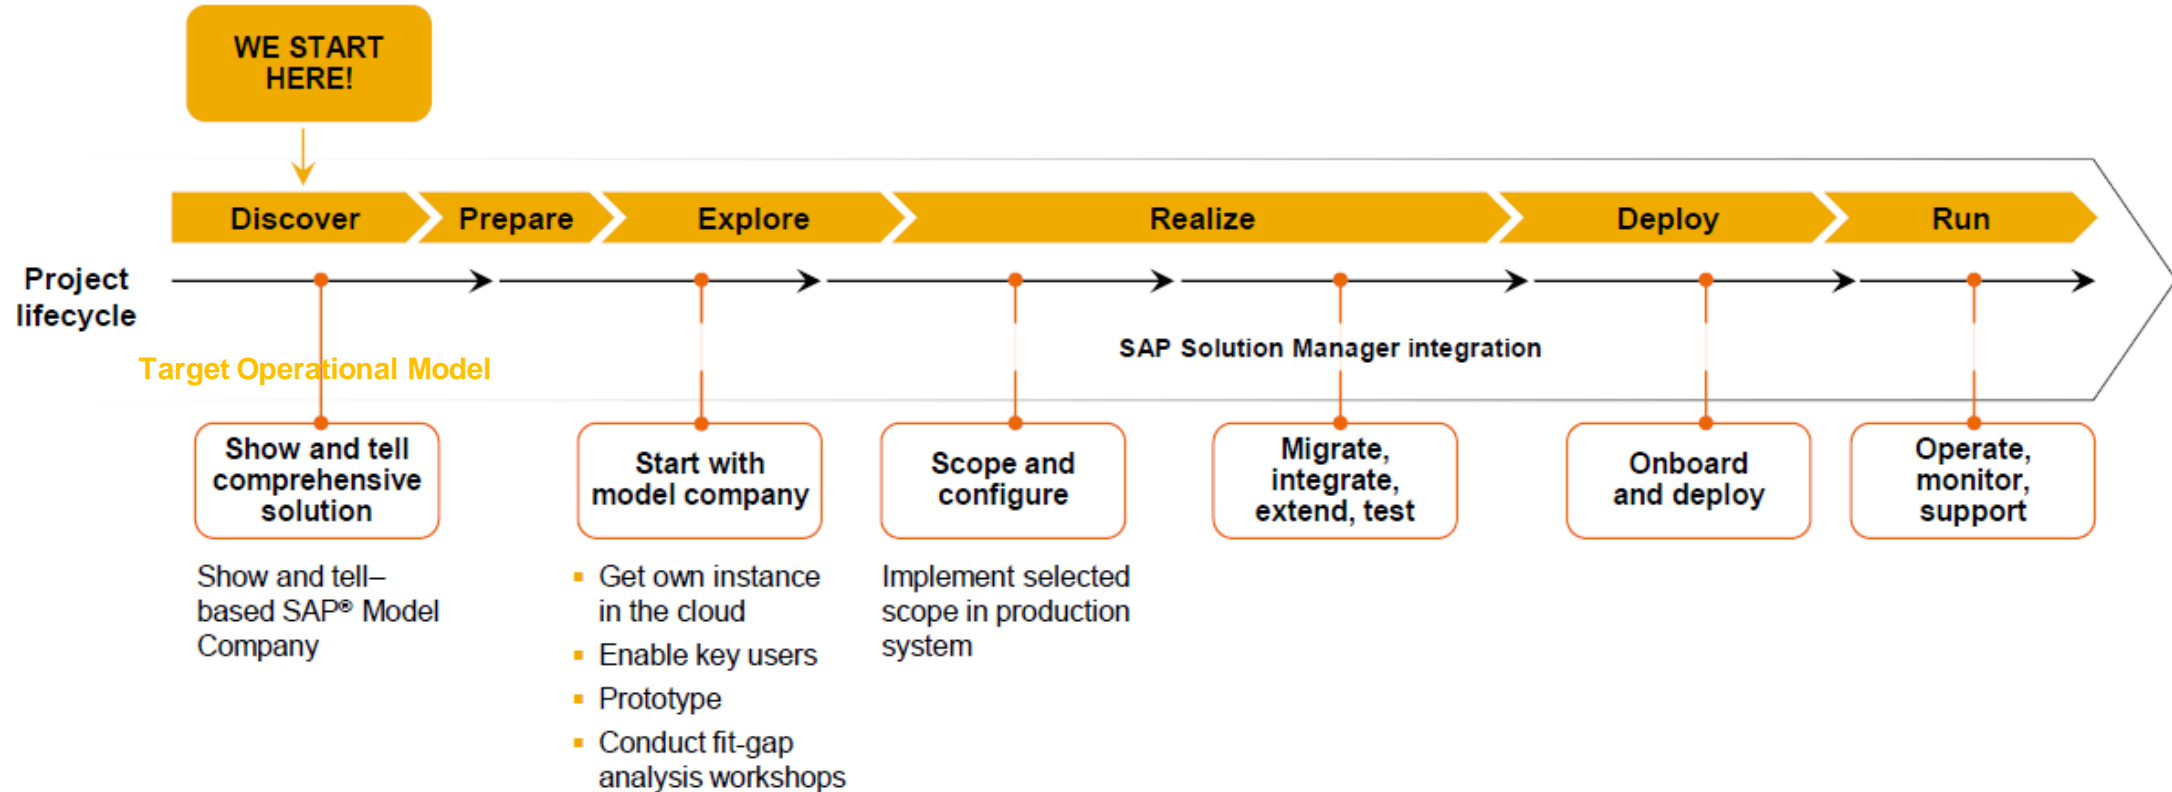 WE START
HERE!
Discover
Prepare
Explore
Realize
Deploy
Run
Project
lifecycle
SAP Solution Manager integration
Target Operational Model
Show and tell
comprehensive
solution
Start with
model company
Scope and
configure
Migrate,
integrate,
extend, test
Onboard
and deploy
Operate,
monitor,
support
Show and tell–
based SAP® Model
Company
▪ Get own instance
in the cloud
▪ Enable key users
▪ Prototype
▪ Conduct fit-gap
analysis workshops
Implement selected
scope in production
system